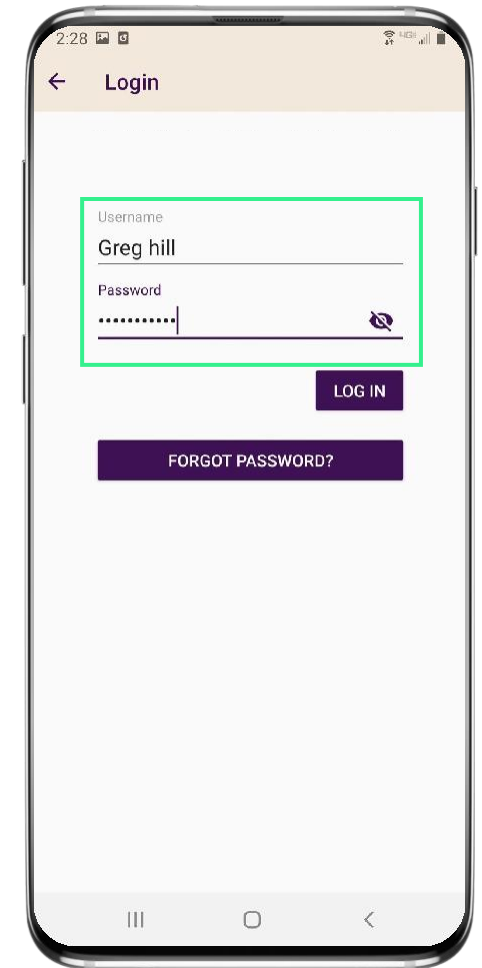 2:28
Login
Username
Greg hill
Password
•••••••••••
LOG IN
FORGOT PASSWORD?